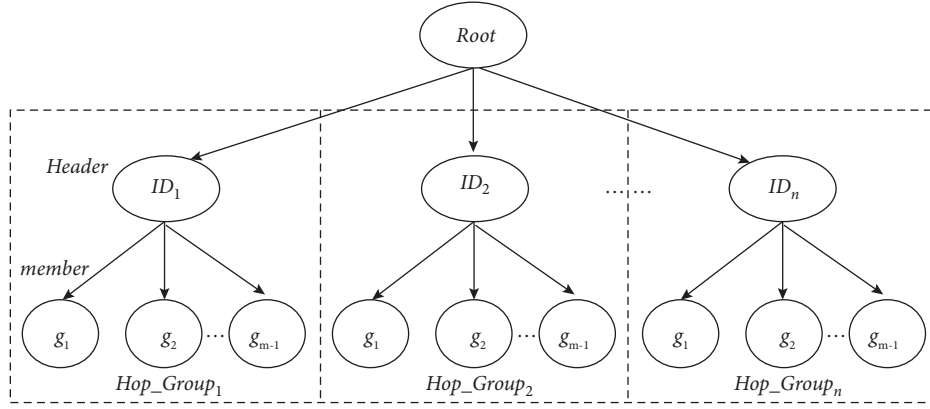 Root
Header
ID₁
ID₂
... ...
IDₙ
member
g₁
g₂
...
gₘ₋₁
g₁
g₂
...
gₘ₋₁
g₁
g₂
...
gₘ₋₁
Hop_Group₁
Hop_Group₂
Hop_Groupₙ